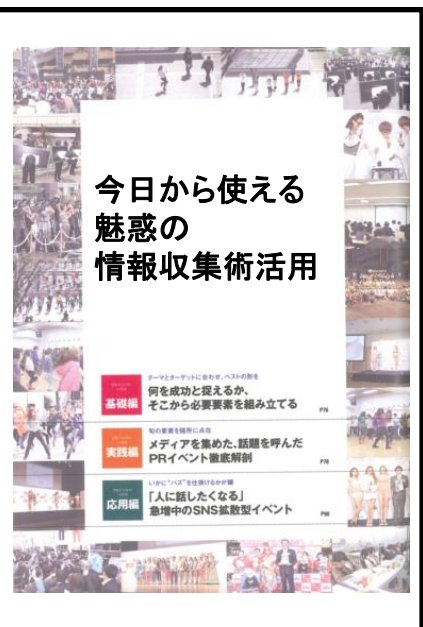 今日から使える
魅惑の
情報収集術活用
基礎編
テーマとターゲットに合わせ、ベストの形を
何を成功と捉えるか、
そこから必要要素を組み立てる
P76
実践編
旬の要素を随所に点在
メディアを集めた、話題を呼んだ
PRイベント徹底解剖
P78
応用編
いかに“バズ”を仕掛けるかが鍵
「人に話したくなる」
急増中のSNS拡散型イベント
P98